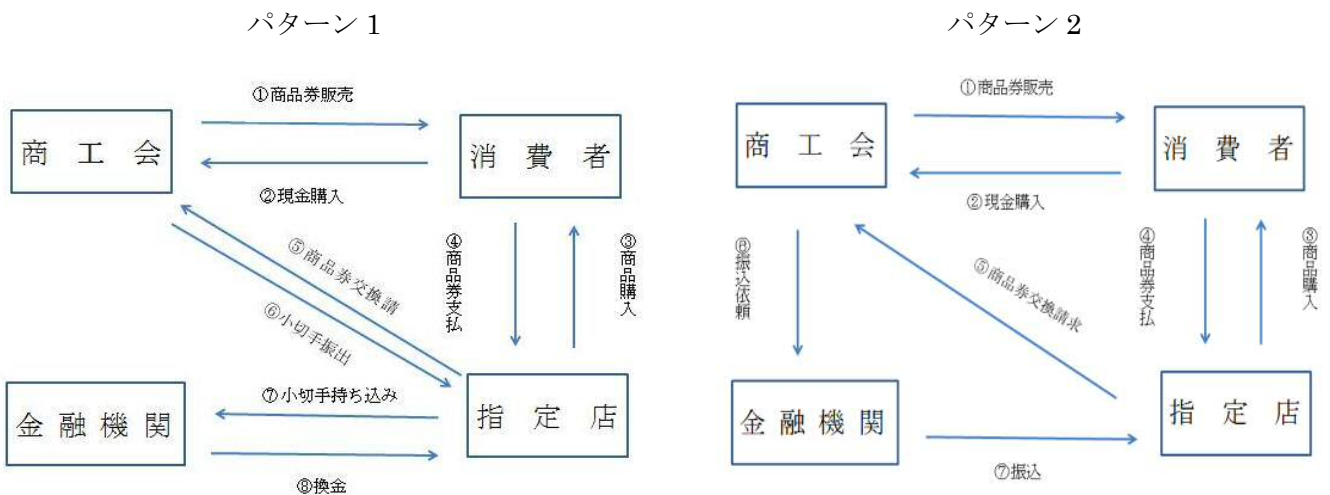 パターン 1
①商品券販売
商工会
消費者
②現金購入
⑤商品券交換請
⑥小切手振出
④商品券支払
③商品購入
金融機関
⑦小切手持ち込み
指定店
⑧換金
パターン 2
①商品券販売
商工会
消費者
②現金購入
⑥振込依頼
⑤商品券交換請求
④商品券支払
③商品購入
金融機関
指定店
⑦振込